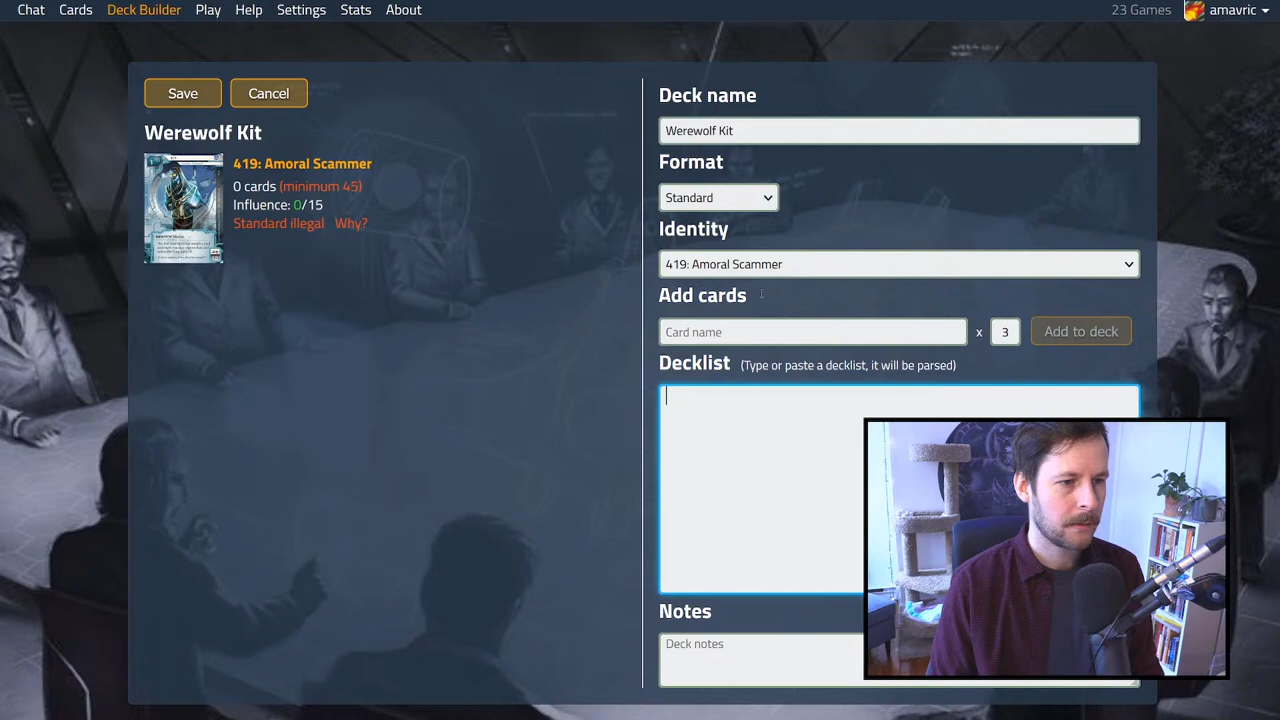 Chat Cards Deck Builder Play Help Settings Stats About 23 Games amavric
Save Cancel
Werewolf Kit
419: Amoral Scammer
0 cards (minimum 45)
Influence: 0/15
Standard illegal Why?
Deck name
Werewolf Kit
Format
Standard
Identity
419: Amoral Scammer
Add cards
Card name x 3 Add to deck
Decklist (Type or paste a decklist, it will be parsed)
Notes
Deck notes